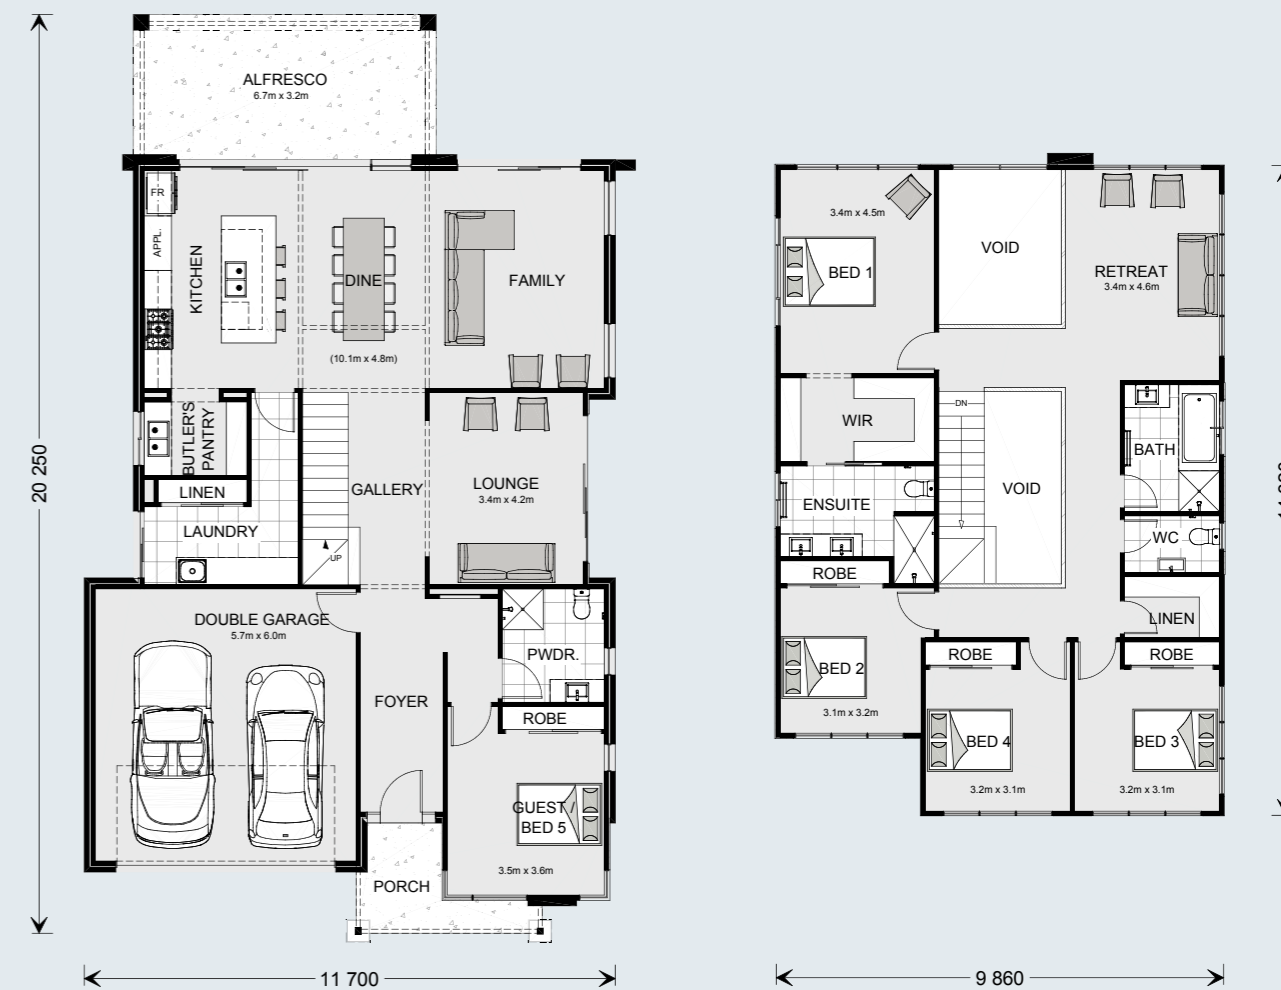 ALFRESCO
6.7m x 3.2m
FR
APPL.
KITCHEN
DINE
FAMILY
(10.1m x 4.8m)
BUTLER'S
PANTRY
LINEN
LAUNDRY
GALLERY
LOUNGE
3.4m x 4.2m
UP
DOUBLE GARAGE
5.7m x 6.0m
PWDR.
FOYER
ROBE
GUEST /
BED 5
3.5m x 3.6m
PORCH
20 250
11 700
3.4m x 4.5m
BED 1
VOID
RETREAT
3.4m x 4.6m
WIR
DN
BATH
ENSUITE
VOID
WC
ROBE
LINEN
BED 2
3.1m x 3.2m
ROBE
ROBE
BED 4
3.2m x 3.1m
BED 3
3.2m x 3.1m
9 860